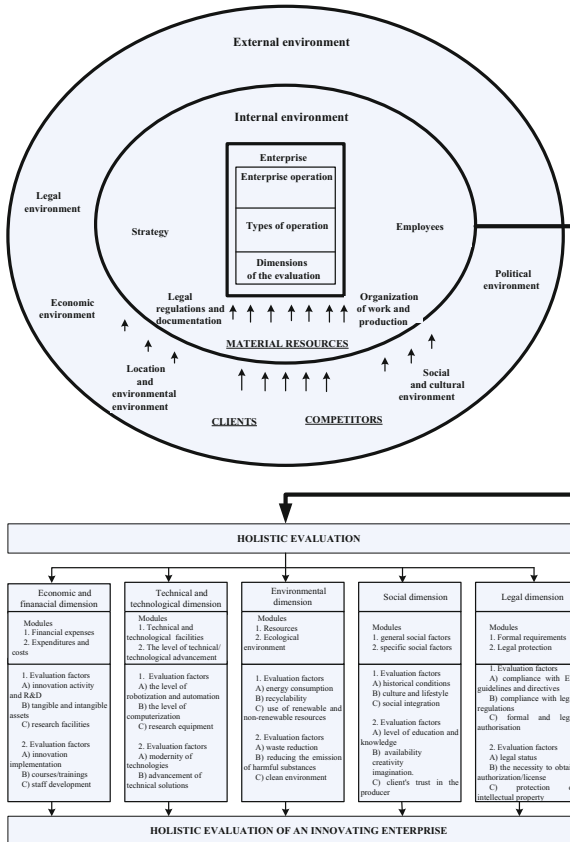 External environment
Internal environment
Enterprise
Enterprise operation
Types of operation
Dimensions
of the evaluation
Legal
environment
Strategy
Employees
Political
environment
Economic
environment
Legal
regulations and
documentation
Organization
of work and
production
MATERIAL RESOURCES
Location
and
environmental
environment
Social
and cultural
environment
CLIENTS
COMPETITORS
HOLISTIC EVALUATION
Economic and
finanacial dimension
Modules
1. Financial expenses
2. Expenditures and
costs
1. Evaluation factors
A) innovation activity
and R&D
B) tangible and intangible
assets
C) research facilities
2. Evaluation factors
A) innovation
implementation
B) courses/trainings
C) staff development
Technical and
technological dimension
Modules
1. Technical and
technological facilities
2. The level of technical/
technological advancement
1. Evaluation factors
A) the level of
robotization and automation
B) the level of
computerization
C) research equipment
2. Evaluation factors
A) modernity of
technologies
B) advancement of
technical solutions
Environmental
dimension
Modules
1. Resources
2. Ecological
environment
1. Evaluation factors
A) energy consumption
B) recyclability
C) use of renewable and
non-renewable resources
2. Evaluation factors
A) waste reduction
B) reducing the emission
of harmful substances
C) clean environment
Social dimension
Modules
1. general social factors
2. specific social factors
1. Evaluation factors
A) historical conditions
B) culture and lifestyle
C) social integration
2. Evaluation factors
A) level of education and
knowledge
B) availability
creativity
imagination.
C) client's trust in the
producer
Legal dimension
Modules
1. Formal requirements
2. Legal protection
1. Evaluation factors
A) compliance with E
guidelines and directives
B) compliance with lega
regulations
C) formal and lega
authorisation
2. Evaluation factors
A) legal status
B) the necessity to obtai
authorization/license
C) protection
intellectual property
HOLISTIC EVALUATION OF AN INNOVATING ENTERPRISE